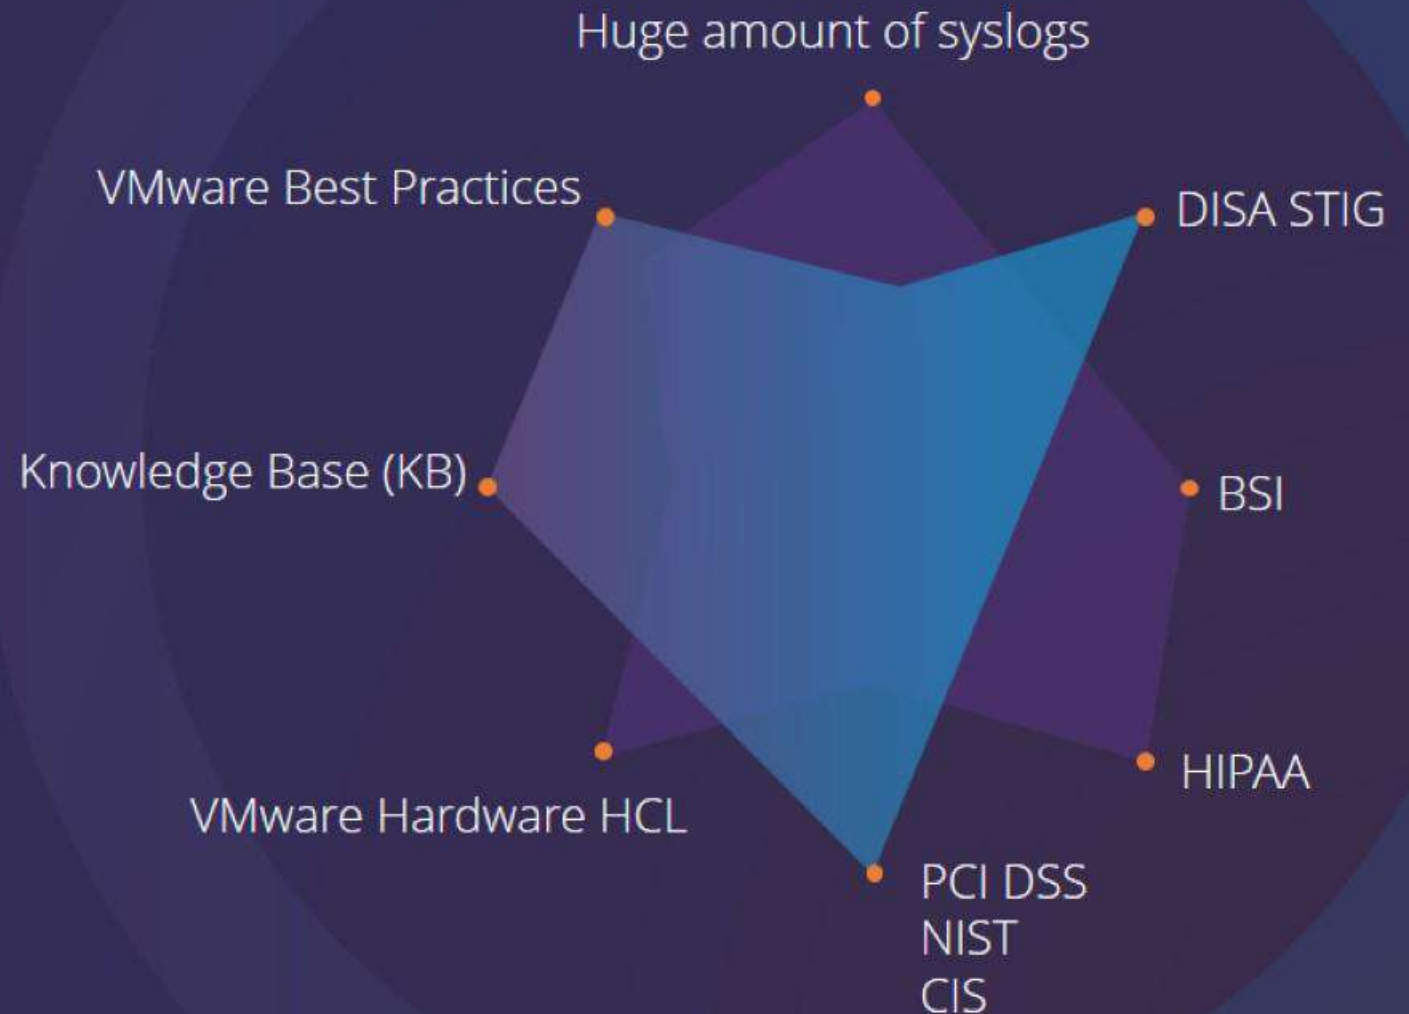 Huge amount of syslogs
VMware Best Practices
DISA STIG
Knowledge Base (KB)
BSI
HIPAA
VMware Hardware HCL
PCI DSS
NIST
CIS